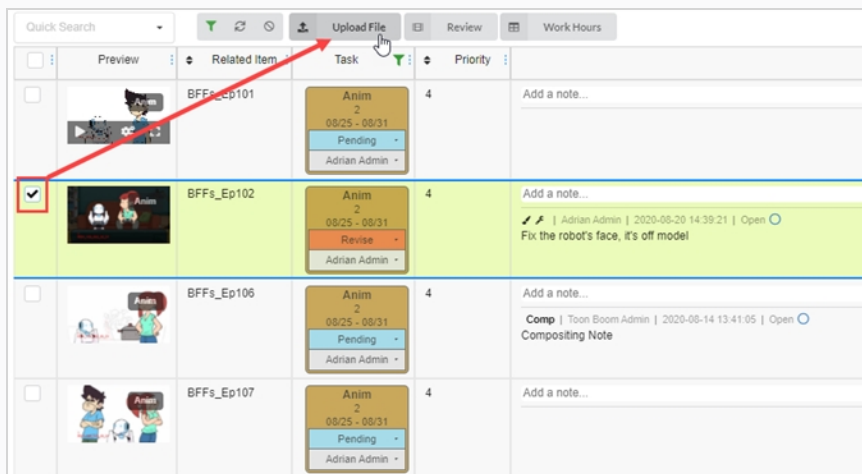 Quick Search
Upload File
Review
Work Hours
Preview
Related Item
Task
Priority
Anim
BFFs_Ep101
Anim
2
08/25 - 08/31
Pending
Adrian Admin
4
Add a note...
Anim
BFFs_Ep102
Anim
2
08/25 - 08/31
Revise
Adrian Admin
4
Add a note...
| Adrian Admin | 2020-08-20 14:39:21 | Open
Fix the robot's face, it's off model
Anim
BFFs_Ep106
Anim
2
08/25 - 08/31
Pending
Adrian Admin
4
Add a note...
Comp | Toon Boom Admin | 2020-08-14 13:41:05 | Open
Compositing Note
Anim
BFFs_Ep107
Anim
2
08/25 - 08/31
Pending
Adrian Admin
4
Add a note...